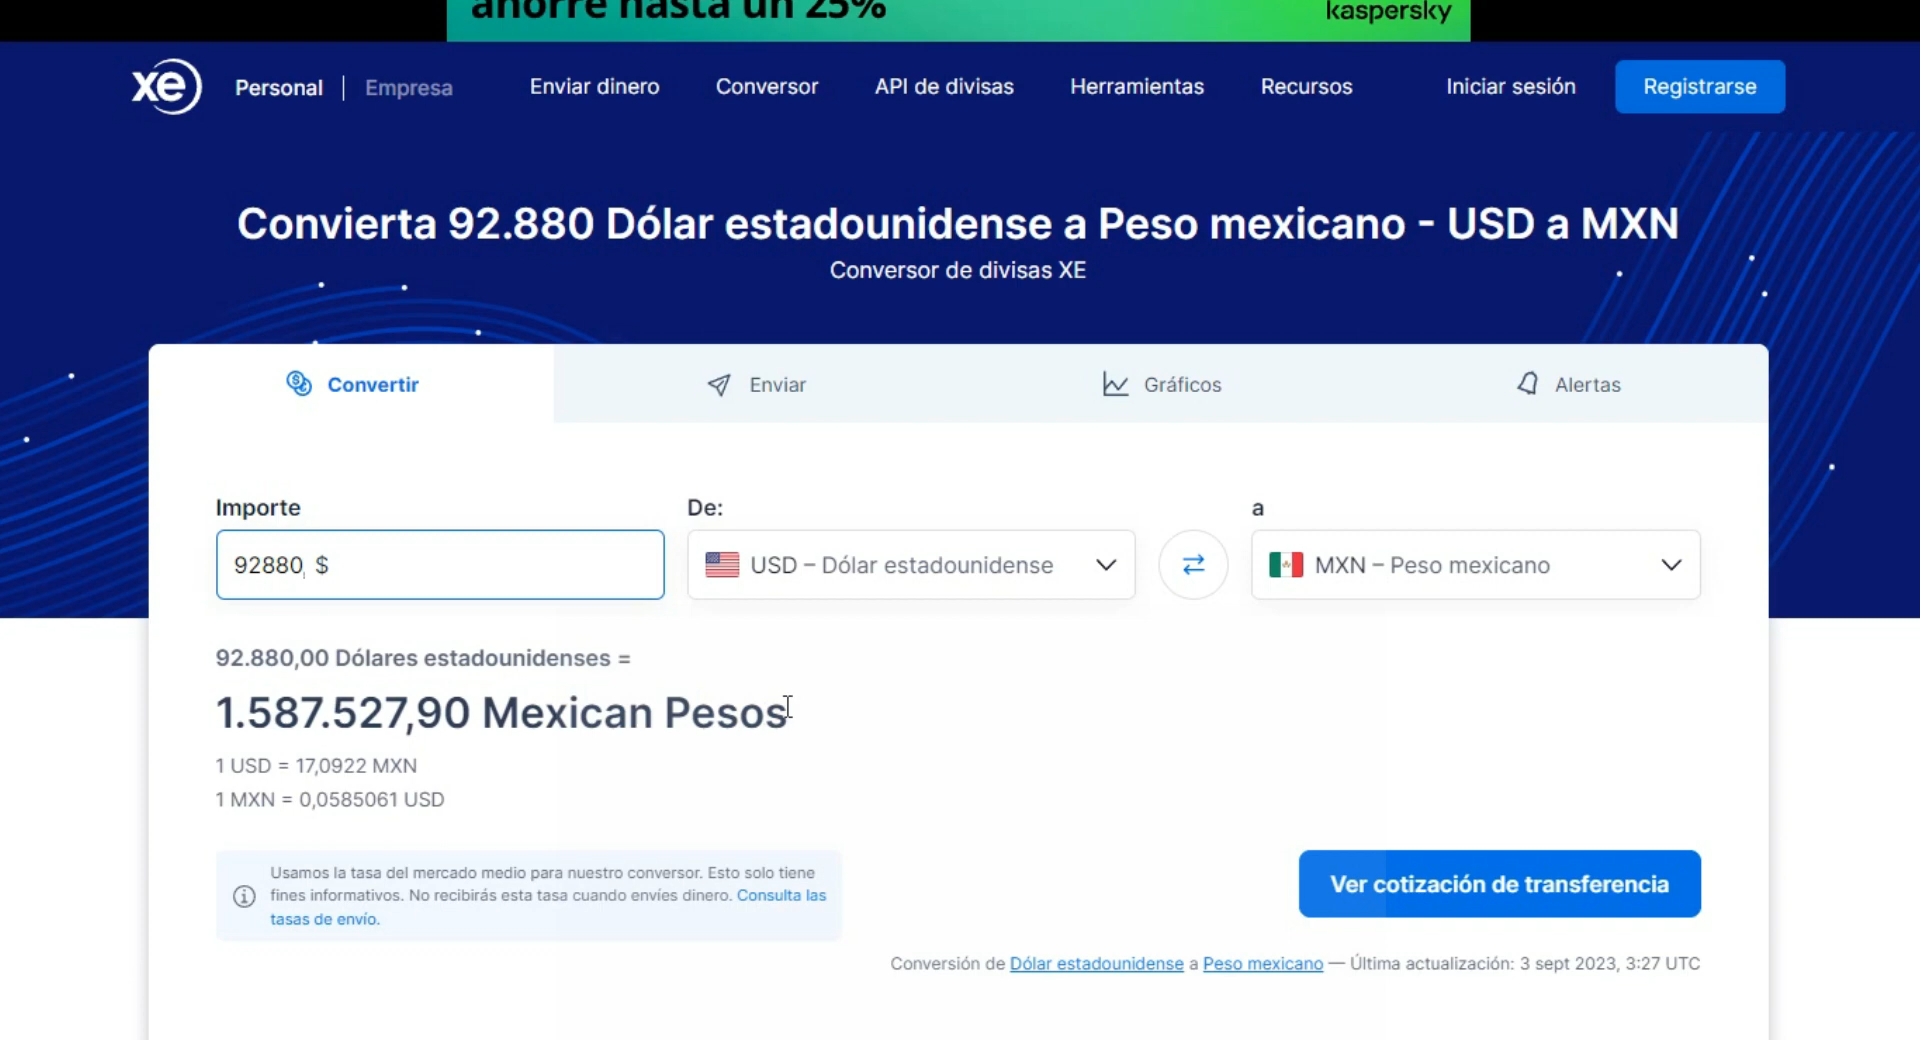 ahorre hasta un 25%
kaspersky
xe
Personal | Empresa
Enviar dinero
Conversor
API de divisas
Herramientas
Recursos
Iniciar sesión
Registrarse
Convierta 92.880 Dólar estadounidense a Peso mexicano - USD a MXN
Conversor de divisas XE
Convertir
Enviar
Gráficos
Alertas
Importe
De:
a
92880, $
USD – Dólar estadounidense
MXN – Peso mexicano
92.880,00 Dólares estadounidenses =
1.587.527,90 Mexican Pesos
1 USD = 17,0922 MXN
1 MXN = 0,0585061 USD
Usamos la tasa del mercado medio para nuestro conversor. Esto solo tiene
fines informativos. No recibirás esta tasa cuando envíes dinero. Consulta las
tasas de envío.
Ver cotización de transferencia
Conversión de Dólar estadounidense a Peso mexicano — Última actualización: 3 sept 2023, 3:27 UTC